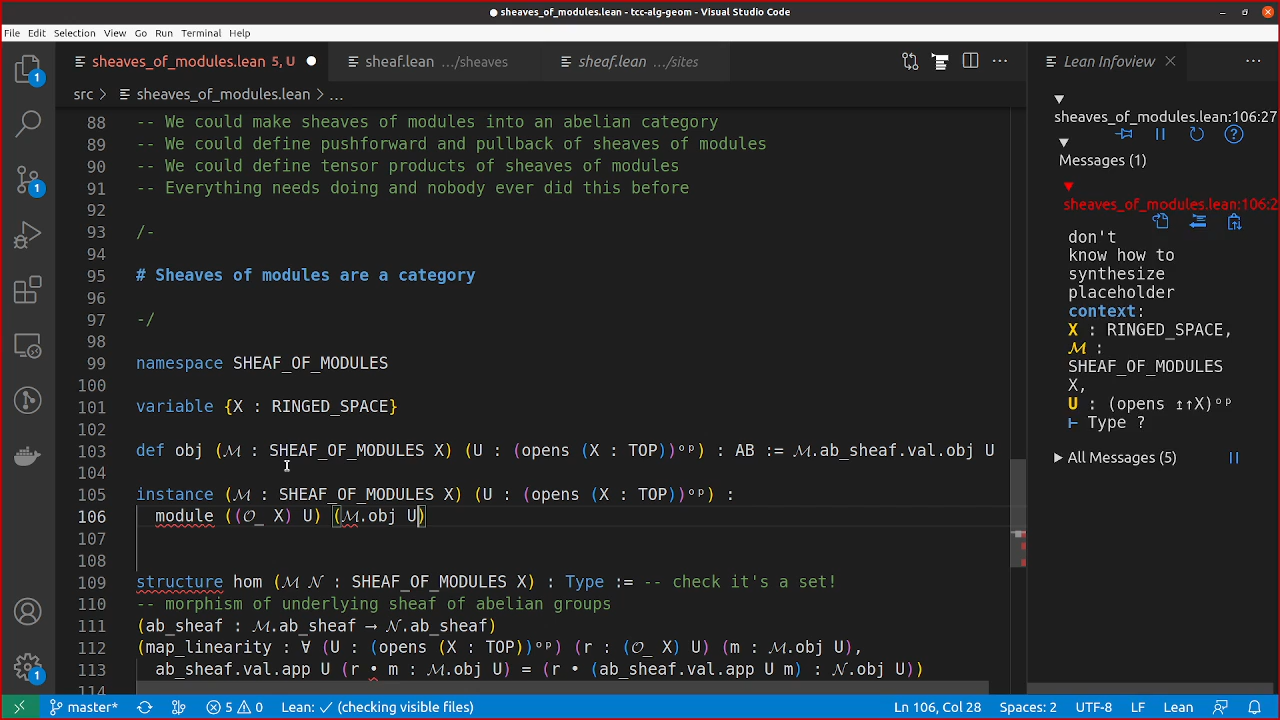 sheaves_of_modules.lean - tcc-alg-geom - Visual Studio Code
File Edit Selection View Go Run Terminal Help
sheaves_of_modules.lean 5, U
sheaf.lean .../sheaves
sheaf.lean .../sites
Lean Infoview
src > sheaves_of_modules.lean > ...
88 -- We could make sheaves of modules into an abelian category
89 -- We could define pushforward and pullback of sheaves of modules
90 -- We could define tensor products of sheaves of modules
91 -- Everything needs doing and nobody ever did this before
92
93 /-
94
95 # Sheaves of modules are a category
96
97 -/
98
99 namespace SHEAF_OF_MODULES
100
101 variable {X : RINGED_SPACE}
102
103 def obj (ℳ : SHEAF_OF_MODULES X) (U : (opens (X : TOP))ᵒᵖ) : AB := ℳ.ab_sheaf.val.obj U
104
105 instance (ℳ : SHEAF_OF_MODULES X) (U : (opens (X : TOP))ᵒᵖ) :
106 module ((𝒪_ X) U) (ℳ.obj U)
107
108
109 structure hom (ℳ 𝒩 : SHEAF_OF_MODULES X) : Type := -- check it's a set!
110 -- morphism of underlying sheaf of abelian groups
111 (ab_sheaf : ℳ.ab_sheaf → 𝒩.ab_sheaf)
112 (map_linearity : ∀ (U : (opens (X : TOP))ᵒᵖ) (r : (𝒪_ X) U) (m : ℳ.obj U),
113 ab_sheaf.val.app U (r • m : ℳ.obj U) = (r • (ab_sheaf.val.app U m) : 𝒩.obj U))
114
sheaves_of_modules.lean:106:27
Messages (1)
sheaves_of_modules.lean:106:2
don't
know how to
synthesize
placeholder
context:
X : RINGED_SPACE,
ℳ :
SHEAF_OF_MODULES
X,
U : (opens ↥↑X)ᵒᵖ
⊢ Type ?
All Messages (5)
1
1
1
master* 5 0 Lean: ✓ (checking visible files) Ln 106, Col 28 Spaces: 2 UTF-8 LF Lean